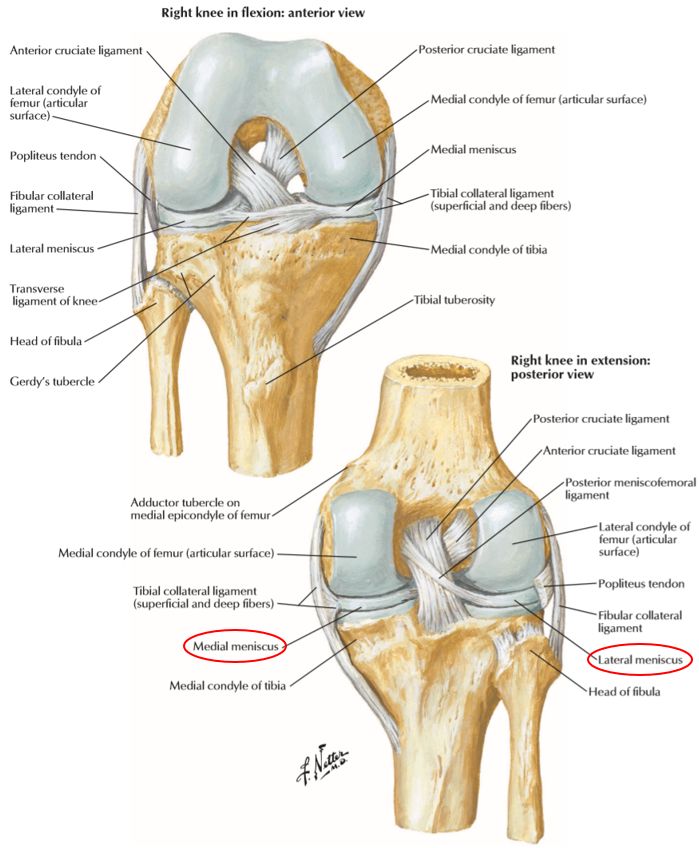 Right knee in flexion: anterior view
Anterior cruciate ligament
Posterior cruciate ligament
Lateral condyle of
femur (articular
surface)
Medial condyle of femur (articular surface)
Popliteus tendon
Medial meniscus
Fibular collateral
ligament
Tibial collateral ligament
(superficial and deep fibers)
Lateral meniscus
Medial condyle of tibia
Transverse
ligament of knee
Tibial tuberosity
Head of fibula
Gerdy's tubercle
Right knee in extension:
posterior view
Posterior cruciate ligament
Anterior cruciate ligament
Posterior meniscofemoral
ligament
Adductor tubercle on
medial epicondyle of femur
Lateral condyle of
femur (articular
surface)
Medial condyle of femur (articular surface)
Popliteus tendon
Tibial collateral ligament
(superficial and deep fibers)
Fibular collateral
ligament
Medial meniscus
Lateral meniscus
Medial condyle of tibia
Head of fibula
F. Netter
M.D.